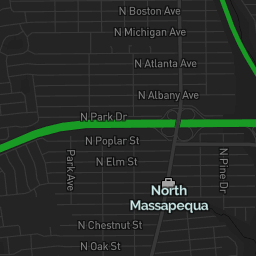 N Boston Ave
N Michigan Ave
N Atlanta Ave
N Albany Ave
N Park Dr
N Poplar St
N Elm St
Park Ave
N Pine Dr
North
Massapequa
N Chestnut St
N Oak St